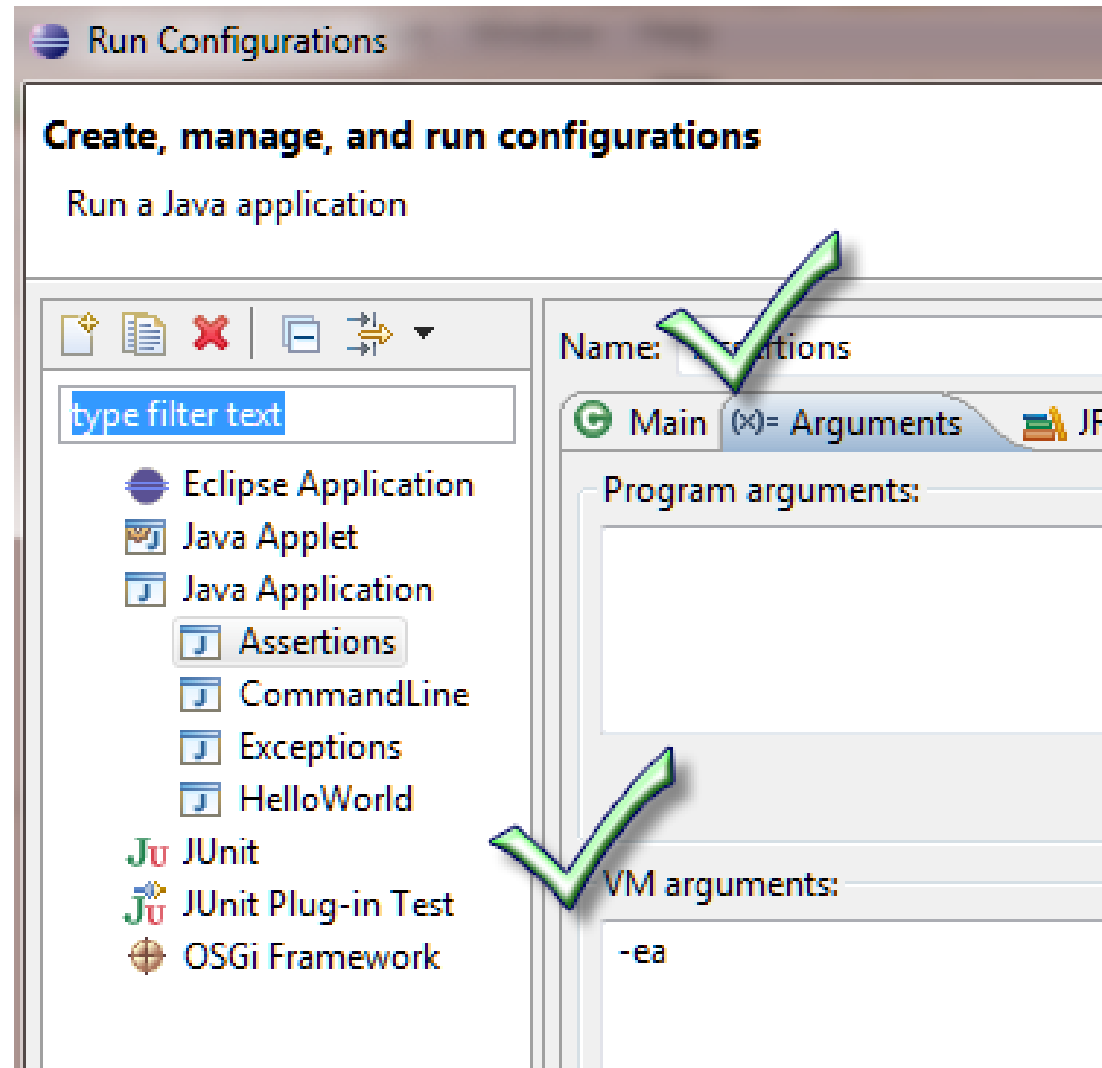 Run Configurations
Create, manage, and run configurations
Run a Java application
type filter text
Eclipse Application
Java Applet
Java Application
Assertions
CommandLine
Exceptions
HelloWorld
JU JUnit
JU JUnit Plug-in Test
OSGi Framework
Name:
Main (x)= Arguments
Program arguments:
VM arguments:
-ea